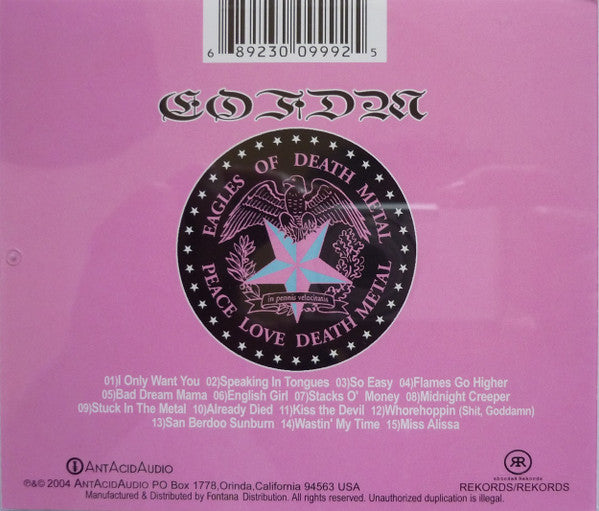 6 89230 09992 5
EOFDM
EAGLES OF DEATH METAL
in pennis velocitatis
PEACE LOVE DEATH METAL
01)I Only Want You 02)Speaking In Tongues 03)So Easy 04)Flames Go Higher
05)Bad Dream Mama 06)English Girl 07)Stacks O' Money 08)Midnight Creeper
09)Stuck In The Metal 10)Already Died 11)Kiss the Devil 12)Whorehoppin (Shit, Goddamn)
13)San Berdoo Sunburn 14)Wastin' My Time 15)Miss Alissa
ANTACIDAUDIO
℗&© 2004 ANTACIDAUDIO PO Box 1778,Orinda,California 94563 USA
Manufactured & Distributed by Fontana Distribution. All rights reserved. Unauthorized duplication is illegal.
RR
REKORDS/REKORDS